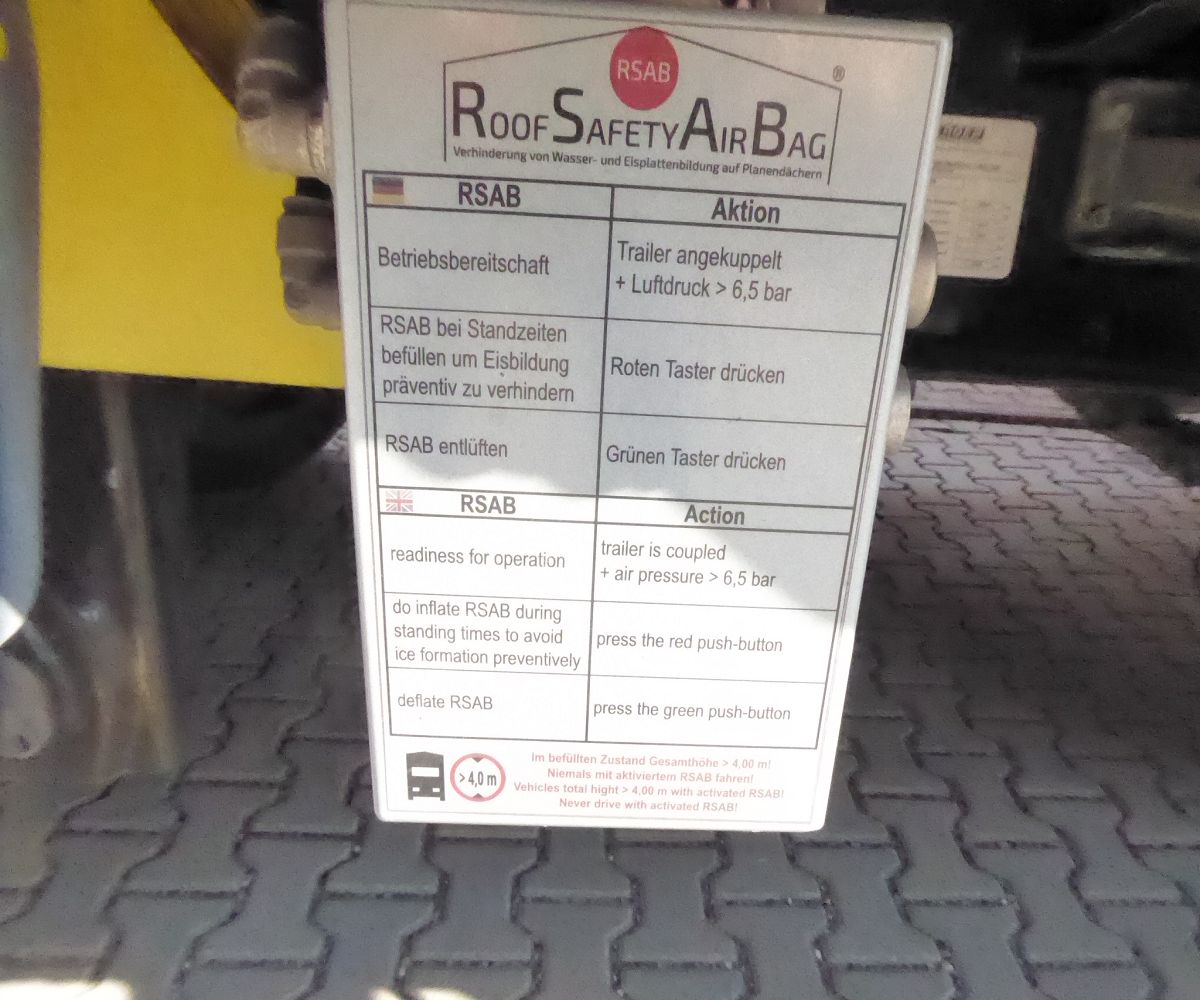 RSAB
®
RoofSafetyAirBag
Verhinderung von Wasser- und Eisplattenbildung auf Planendächern
RSAB
Aktion
Betriebsbereitschaft
Trailer angekuppelt
+ Luftdruck > 6,5 bar
RSAB bei Standzeiten
befüllen um Eisbildung
präventiv zu verhindern
Roten Taster drücken
RSAB entlüften
Grünen Taster drücken
RSAB
Action
readiness for operation
trailer is coupled
+ air pressure > 6,5 bar
do inflate RSAB during
standing times to avoid
ice formation preventively
press the red push-button
deflate RSAB
press the green push-button
>4,0 m
Im befüllten Zustand Gesamthöhe > 4,00 m!
Niemals mit aktiviertem RSAB fahren!
Vehicles total hight > 4,00 m with activated RSAB!
Never drive with activated RSAB!